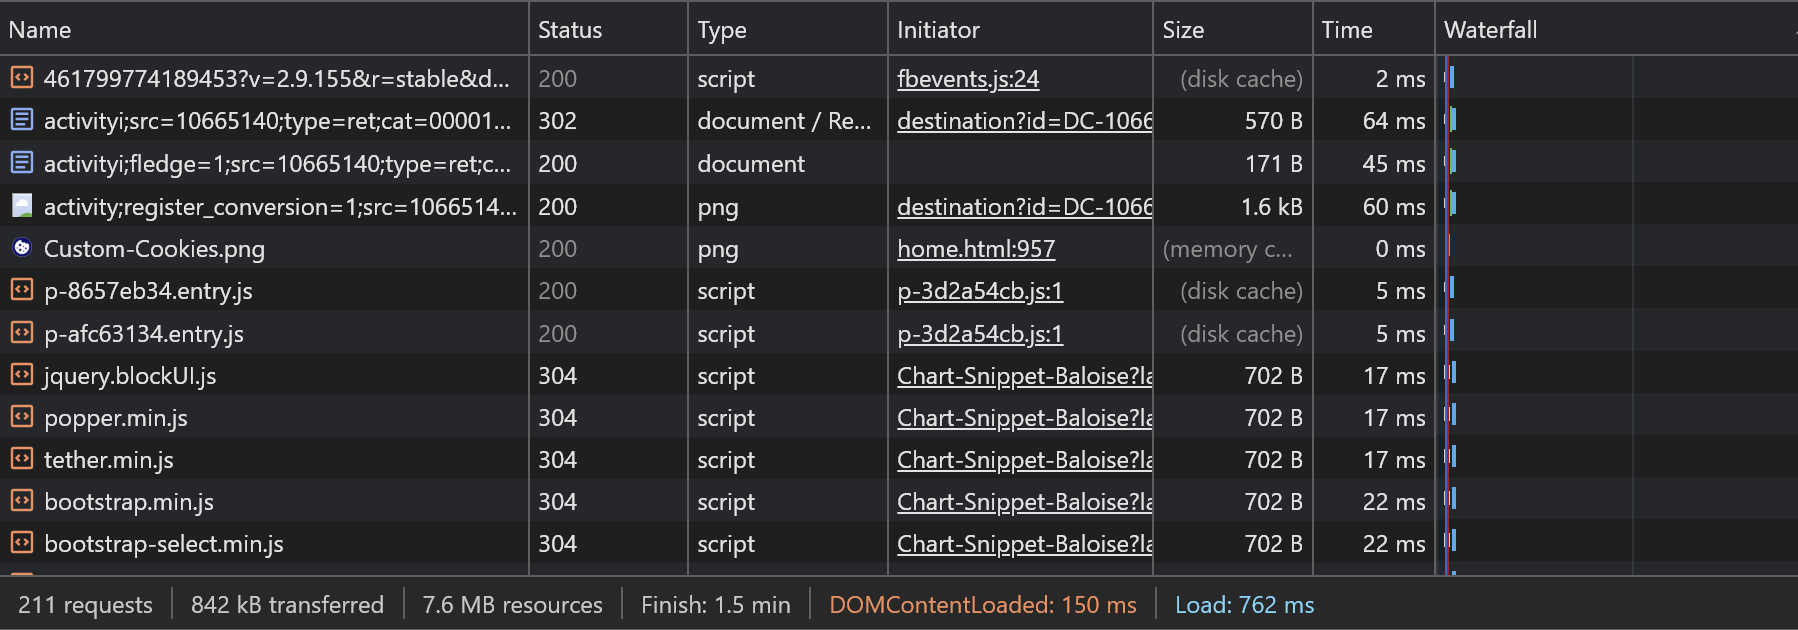 Name Status Type Initiator Size Time Waterfall
461799774189453?v=2.9.155&r=stable&d... 200 script fbevents.js:24 (disk cache) 2 ms
activityi;src=10665140;type=ret;cat=00001... 302 document / Re... destination?id=DC-1066 570 B 64 ms
activityi;fledge=1;src=10665140;type=ret;c... 200 document 171 B 45 ms
activity;register_conversion=1;src=1066514... 200 png destination?id=DC-1066 1.6 kB 60 ms
Custom-Cookies.png 200 png home.html:957 (memory c... 0 ms
p-8657eb34.entry.js 200 script p-3d2a54cb.js:1 (disk cache) 5 ms
p-afc63134.entry.js 200 script p-3d2a54cb.js:1 (disk cache) 5 ms
jquery.blockUI.js 304 script Chart-Snippet-Baloise?la 702 B 17 ms
popper.min.js 304 script Chart-Snippet-Baloise?la 702 B 17 ms
tether.min.js 304 script Chart-Snippet-Baloise?la 702 B 17 ms
bootstrap.min.js 304 script Chart-Snippet-Baloise?la 702 B 22 ms
bootstrap-select.min.js 304 script Chart-Snippet-Baloise?la 702 B 22 ms
211 requests 842 kB transferred 7.6 MB resources Finish: 1.5 min DOMContentLoaded: 150 ms Load: 762 ms